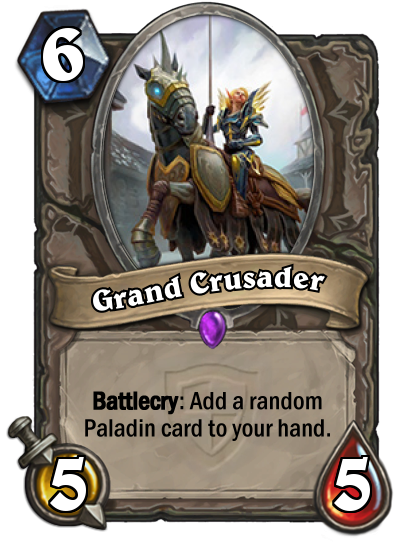 6
Grand Crusader
Battlecry: Add a random
Paladin card to your hand.
5
5